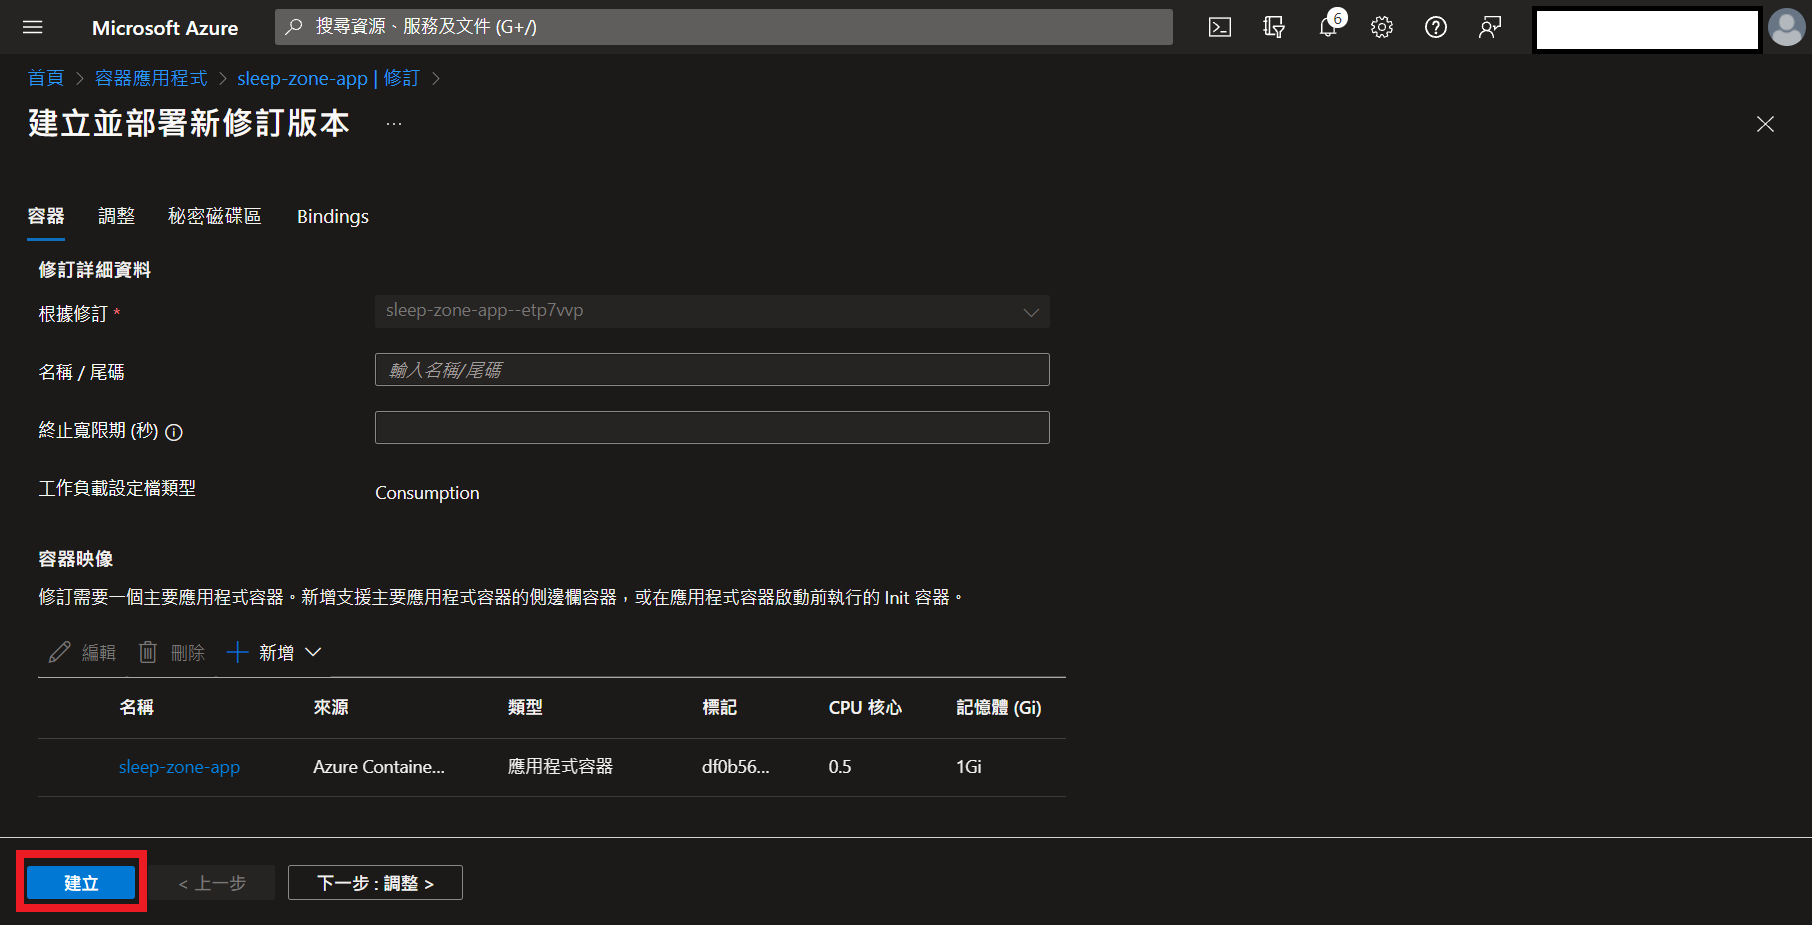 Microsoft Azure
搜尋資源、服務及文件 (G+/)
6
首頁 > 容器應用程式 > sleep-zone-app | 修訂 >
建立並部署新修訂版本 ...
容器 調整 秘密磁碟區 Bindings
修訂詳細資料
根據修訂 * sleep-zone-app--etp7vvp
名稱 / 尾碼 輸入名稱/尾碼
終止寬限期 (秒)
工作負載設定檔類型 Consumption
容器映像
修訂需要一個主要應用程式容器。新增支援主要應用程式容器的側邊欄容器，或在應用程式容器啟動前執行的 Init 容器。
編輯 刪除 新增
名稱 來源 類型 標記 CPU 核心 記憶體 (Gi)
sleep-zone-app Azure Containe... 應用程式容器 df0b56... 0.5 1Gi
建立 < 上一步 下一步 : 調整 >